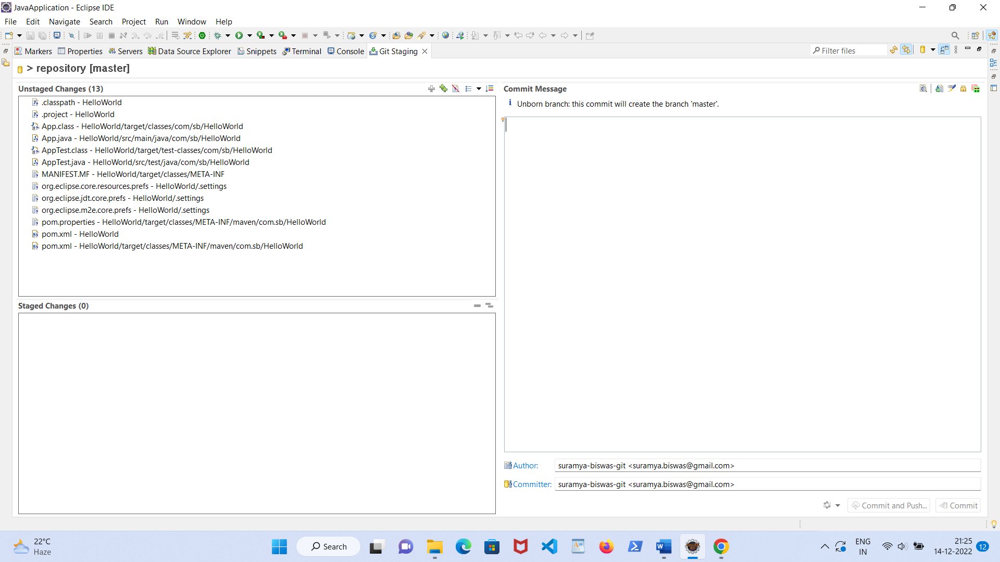 JavaApplication - Eclipse IDE
File Edit Navigate Search Project Run Window Help
Markers Properties Servers Data Source Explorer Snippets Terminal Console Git Staging Filter files
> repository [master]
Unstaged Changes (13)
.classpath - HelloWorld
.project - HelloWorld
App.class - HelloWorld/target/classes/com/sb/HelloWorld
App.java - HelloWorld/src/main/java/com/sb/HelloWorld
AppTest.class - HelloWorld/target/test-classes/com/sb/HelloWorld
AppTest.java - HelloWorld/src/test/java/com/sb/HelloWorld
MANIFEST.MF - HelloWorld/target/classes/META-INF
org.eclipse.core.resources.prefs - HelloWorld/.settings
org.eclipse.jdt.core.prefs - HelloWorld/.settings
org.eclipse.m2e.core.prefs - HelloWorld/.settings
pom.properties - HelloWorld/target/classes/META-INF/maven/com.sb/HelloWorld
pom.xml - HelloWorld
pom.xml - HelloWorld/target/classes/META-INF/maven/com.sb/HelloWorld
Staged Changes (0)
Commit Message
Unborn branch: this commit will create the branch 'master'.
Author: suramya-biswas-git <suramya.biswas@gmail.com>
Committer: suramya-biswas-git <suramya.biswas@gmail.com>
Commit and Push... Commit
22°C
Haze
Search
ENG
IN
21:25
14-12-2022
12